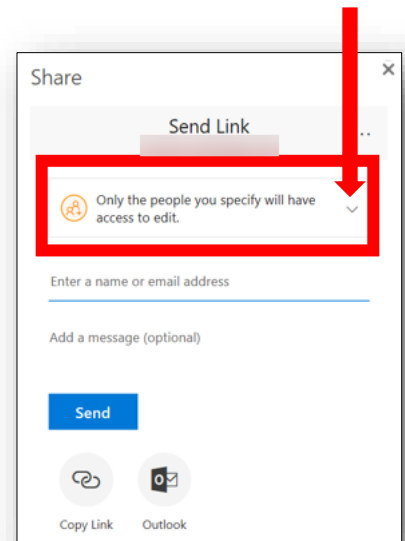 Share
Send Link
Only the people you specify will have
access to edit.
Enter a name or email address
Add a message (optional)
Send
Copy Link
Outlook